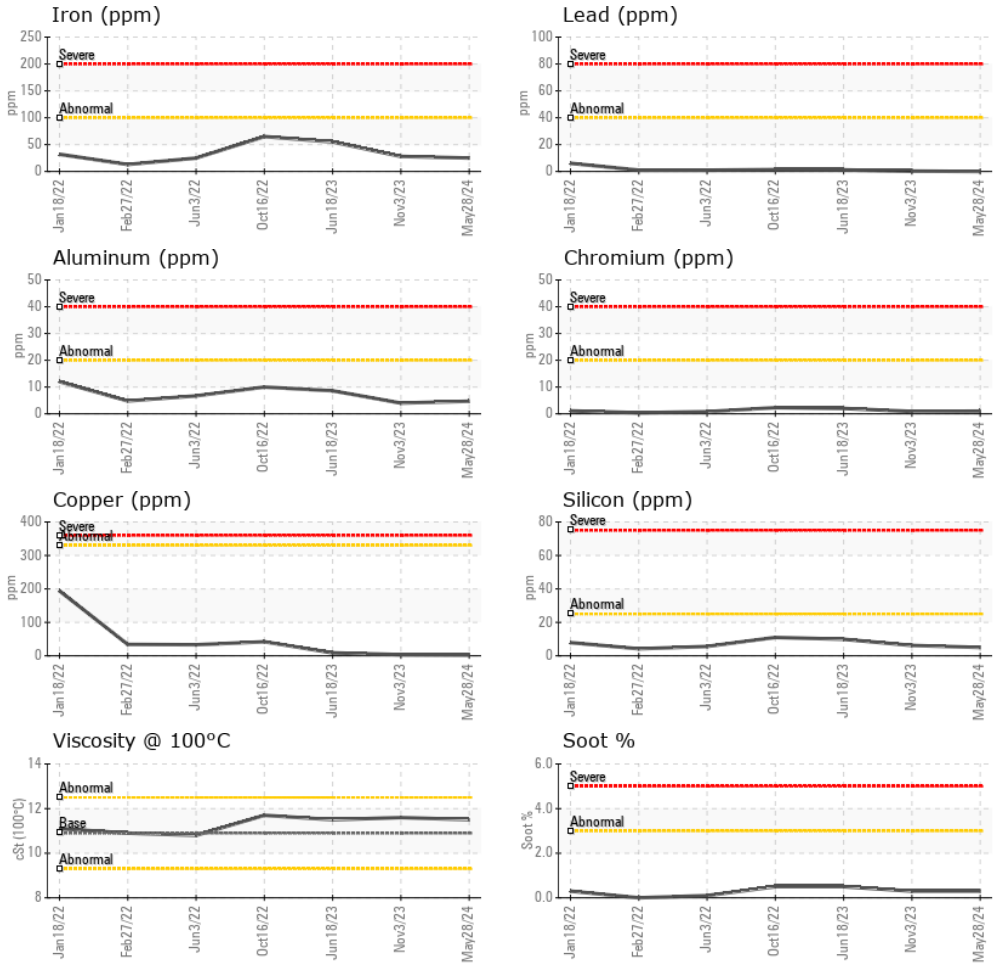 Iron (ppm)
250
200
150
100
50
0
ppm
Severe
Abnormal
Jan18/22
Feb27/22
Jun3/22
Oct16/22
Jun18/23
Nov3/23
May28/24
Lead (ppm)
100
80
60
40
20
0
ppm
Severe
Abnormal
Jan18/22
Feb27/22
Jun3/22
Oct16/22
Jun18/23
Nov3/23
May28/24
Aluminum (ppm)
50
40
30
20
10
0
ppm
Severe
Abnormal
Jan18/22
Feb27/22
Jun3/22
Oct16/22
Jun18/23
Nov3/23
May28/24
Chromium (ppm)
50
40
30
20
10
0
ppm
Severe
Abnormal
Jan18/22
Feb27/22
Jun3/22
Oct16/22
Jun18/23
Nov3/23
May28/24
Copper (ppm)
400
300
200
100
0
ppm
Severe
Abnormal
Jan18/22
Feb27/22
Jun3/22
Oct16/22
Jun18/23
Nov3/23
May28/24
Silicon (ppm)
80
60
40
20
0
ppm
Severe
Abnormal
Jan18/22
Feb27/22
Jun3/22
Oct16/22
Jun18/23
Nov3/23
May28/24
Viscosity @ 100°C
14
12
10
8
cSt (100°C)
Abnormal
Base
Abnormal
Jan18/22
Feb27/22
Jun3/22
Oct16/22
Jun18/23
Nov3/23
May28/24
Soot %
6.0
4.0
2.0
0.0
Soot %
Severe
Abnormal
Jan18/22
Feb27/22
Jun3/22
Oct16/22
Jun18/23
Nov3/23
May28/24